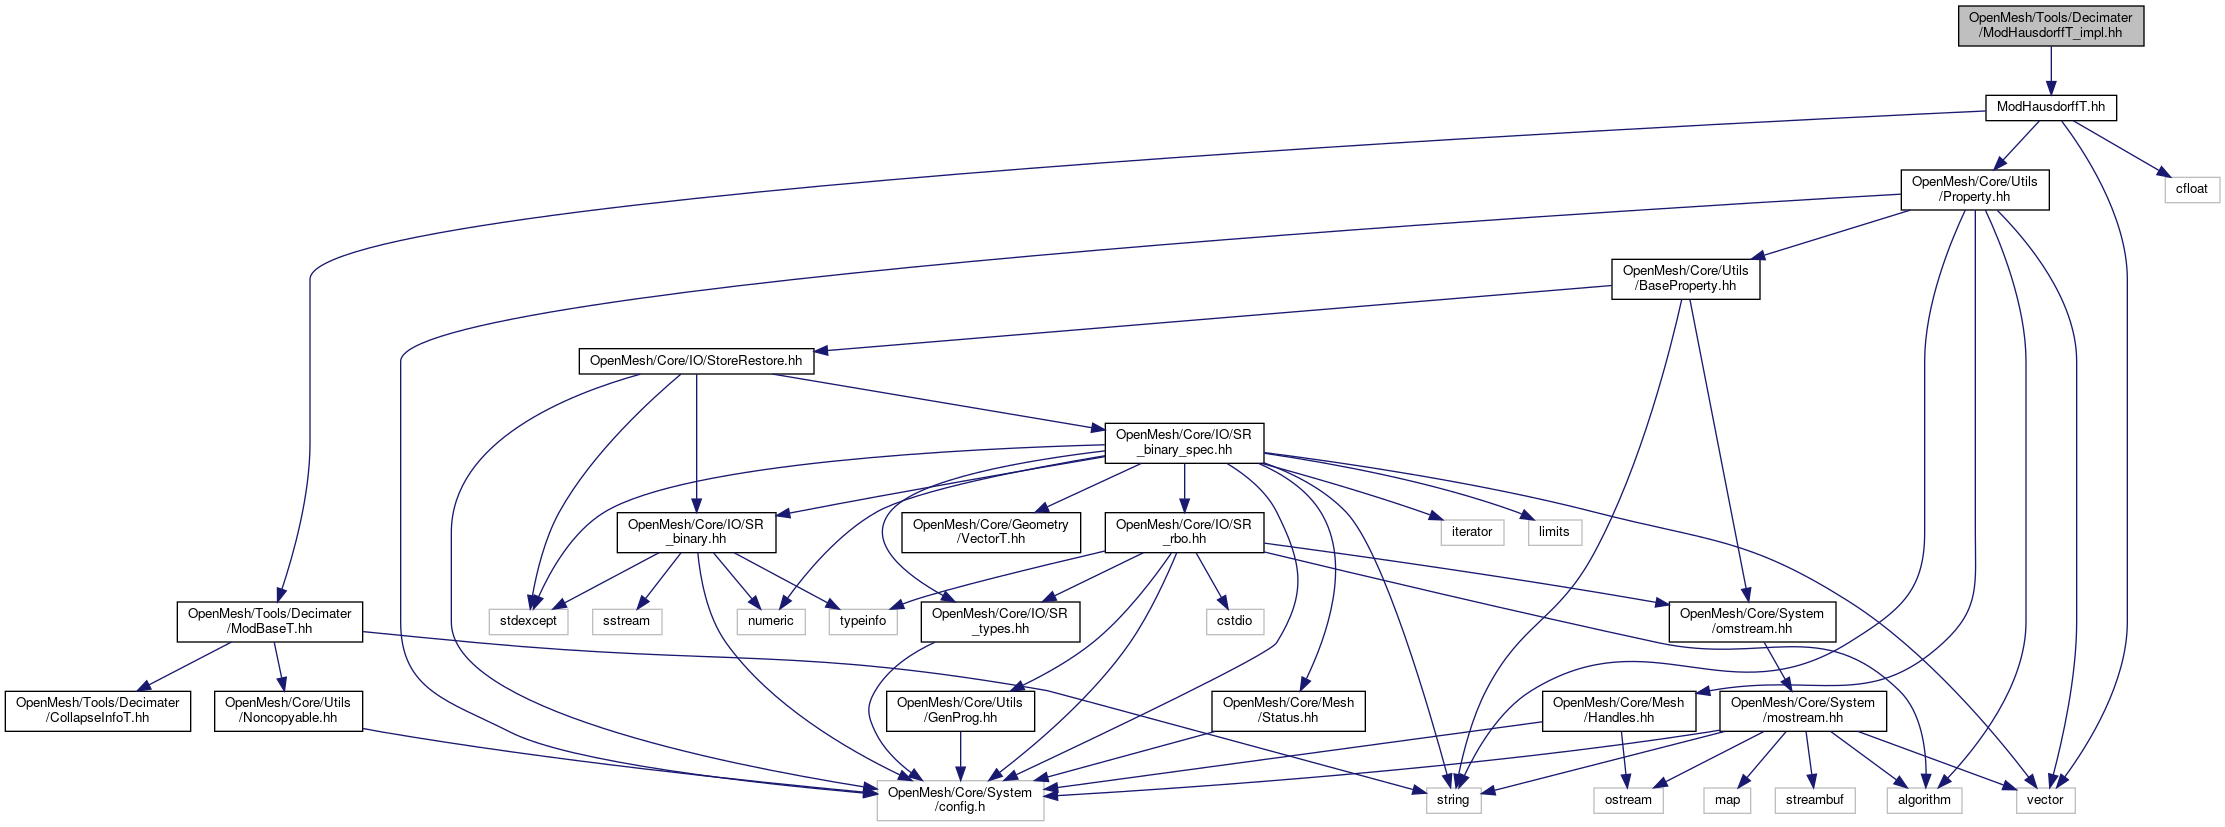 OpenMesh/Tools/Decimater
/ModHausdorffT_impl.hh
ModHausdorffT.hh
OpenMesh/Core/Utils
/Property.hh
cfloat
OpenMesh/Core/Utils
/BaseProperty.hh
OpenMesh/Core/IO/StoreRestore.hh
OpenMesh/Core/IO/SR
_binary_spec.hh
OpenMesh/Core/IO/SR
_binary.hh
OpenMesh/Core/Geometry
/VectorT.hh
OpenMesh/Core/IO/SR
_rbo.hh
iterator
limits
OpenMesh/Tools/Decimater
/ModBaseT.hh
stdexcept
sstream
numeric
typeinfo
OpenMesh/Core/IO/SR
_types.hh
cstdio
OpenMesh/Core/System
/omstream.hh
OpenMesh/Tools/Decimater
/CollapseInfoT.hh
OpenMesh/Core/Utils
/Noncopyable.hh
OpenMesh/Core/Utils
/GenProg.hh
OpenMesh/Core/Mesh
/Status.hh
OpenMesh/Core/Mesh
/Handles.hh
OpenMesh/Core/System
/mostream.hh
OpenMesh/Core/System
/config.h
string
ostream
map
streambuf
algorithm
vector